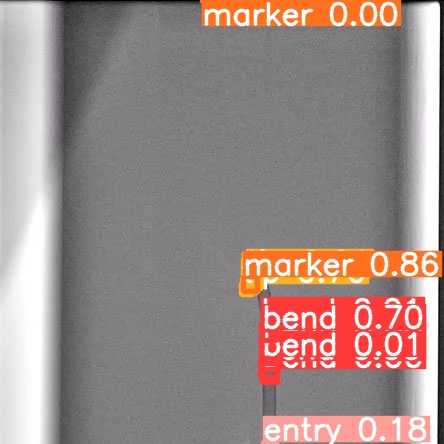 marker 0.00
marker 0.86
bend 0.70
bend 0.01
entry 0.18